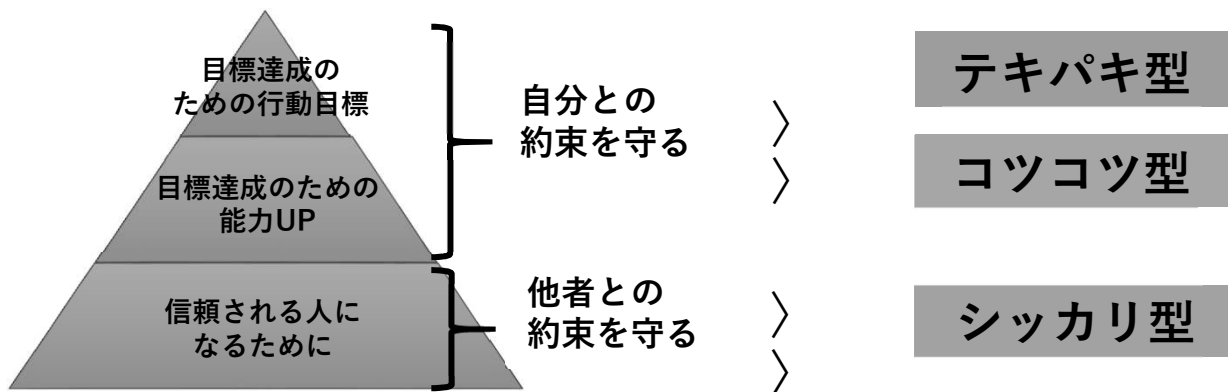 目標達成の
ための行動目標
目標達成のための
能力UP
信頼される人に
なるために
自分との
約束を守る
他者との
約束を守る
テキパキ型
コツコツ型
シッカリ型